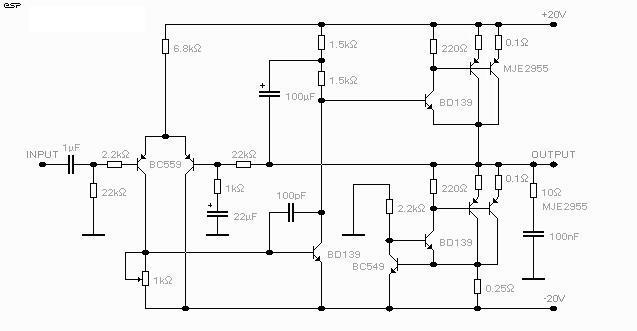 ESP
+20V
1.5kΩ
6.8kΩ
220Ω
0.1Ω
MJE2955
1.5kΩ
100µF
BD139
INPUT
1µF
2.2kΩ
BC559
22kΩ
OUTPUT
22kΩ
1kΩ
100pF
2.2kΩ
220Ω
0.1Ω
10Ω
MJE2955
22µF
BD139
100nF
BD139
BC549
1kΩ
0.25Ω
-20V